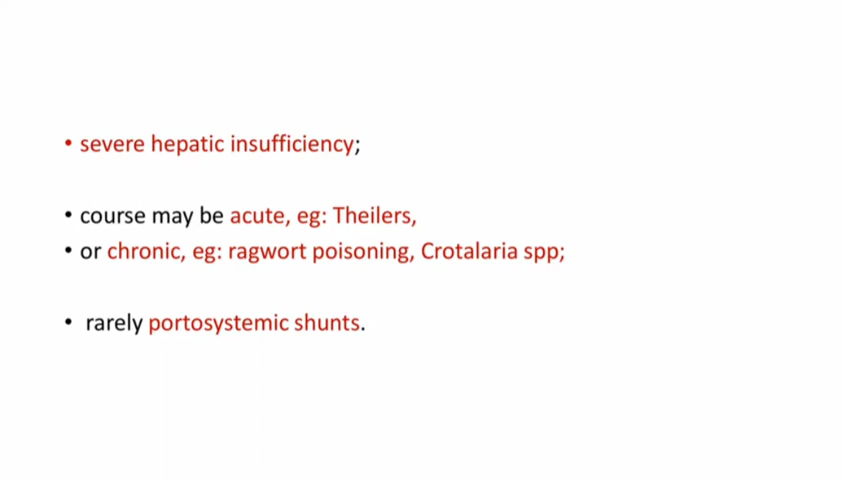 • severe hepatic insufficiency;
• course may be acute, eg: Theilers,
• or chronic, eg: ragwort poisoning, Crotalaria spp;
• rarely portosystemic shunts.